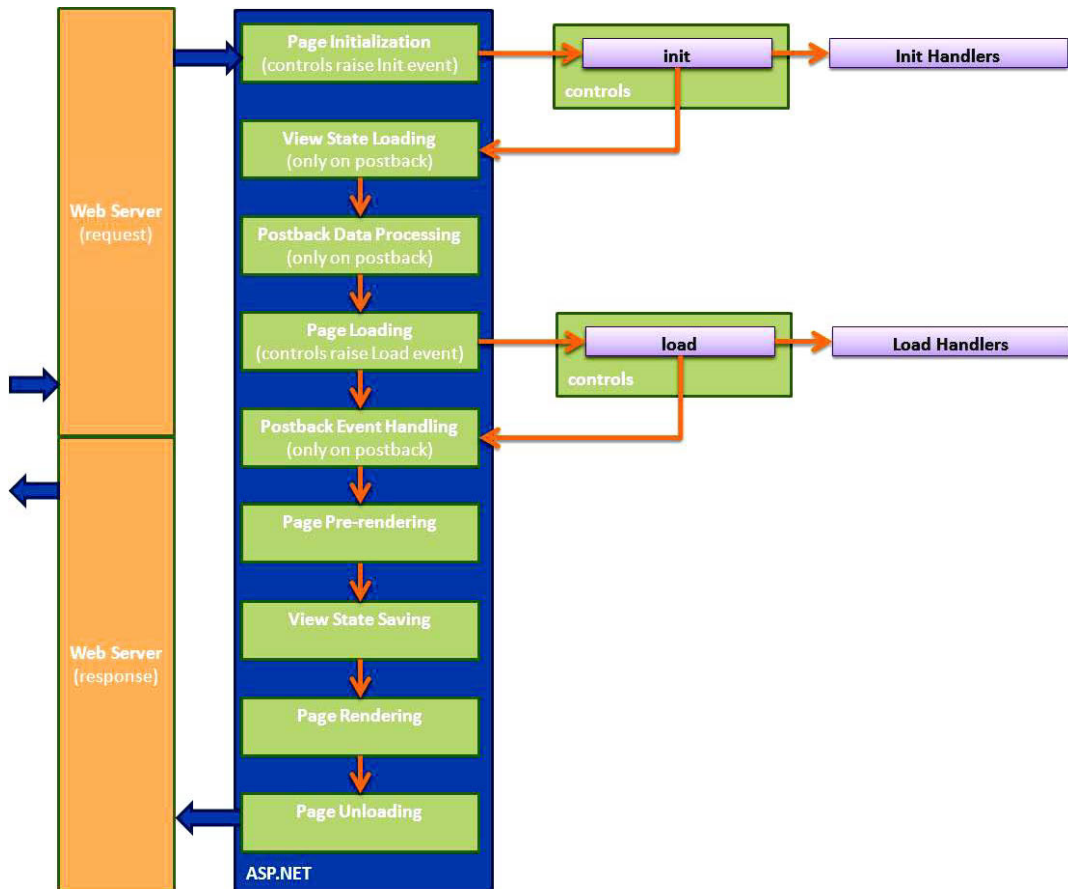 Web Server
(request)
Web Server
(response)
Page Initialization
(controls raise Init event)
View State Loading
(only on postback)
Postback Data Processing
(only on postback)
Page Loading
(controls raise Load event)
Postback Event Handling
(only on postback)
Page Pre-rendering
View State Saving
Page Rendering
Page Unloading
ASP.NET
init
controls
Init Handlers
load
controls
Load Handlers